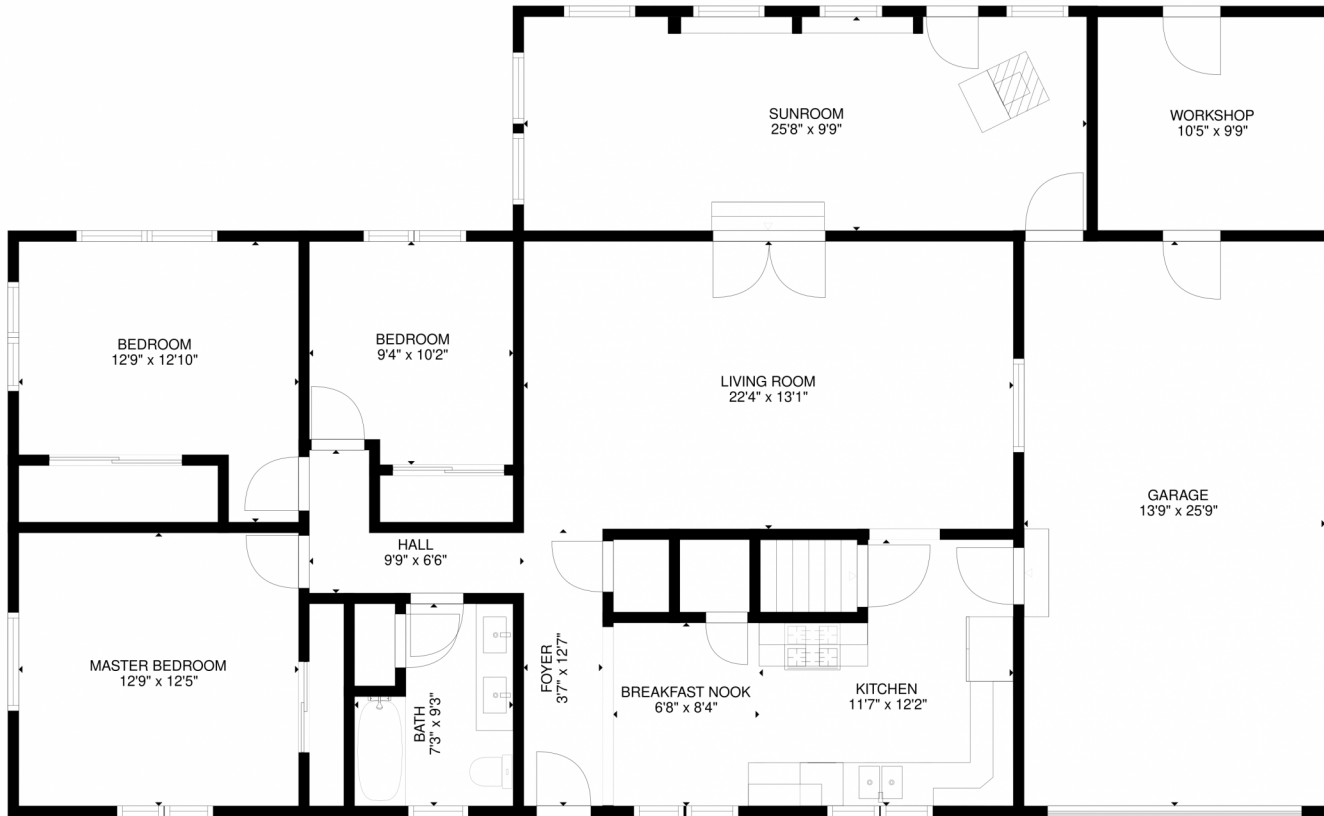 SUNROOM
25'8" x 9'9"
WORKSHOP
10'5" x 9'9"
BEDROOM
12'9" x 12'10"
BEDROOM
9'4" x 10'2"
LIVING ROOM
22'4" x 13'1"
GARAGE
13'9" x 25'9"
HALL
9'9" x 6'6"
MASTER BEDROOM
12'9" x 12'5"
BATH
7'3" x 9'3"
FOYER
3'7" x 12'7"
BREAKFAST NOOK
6'8" x 8'4"
KITCHEN
11'7" x 12'2"